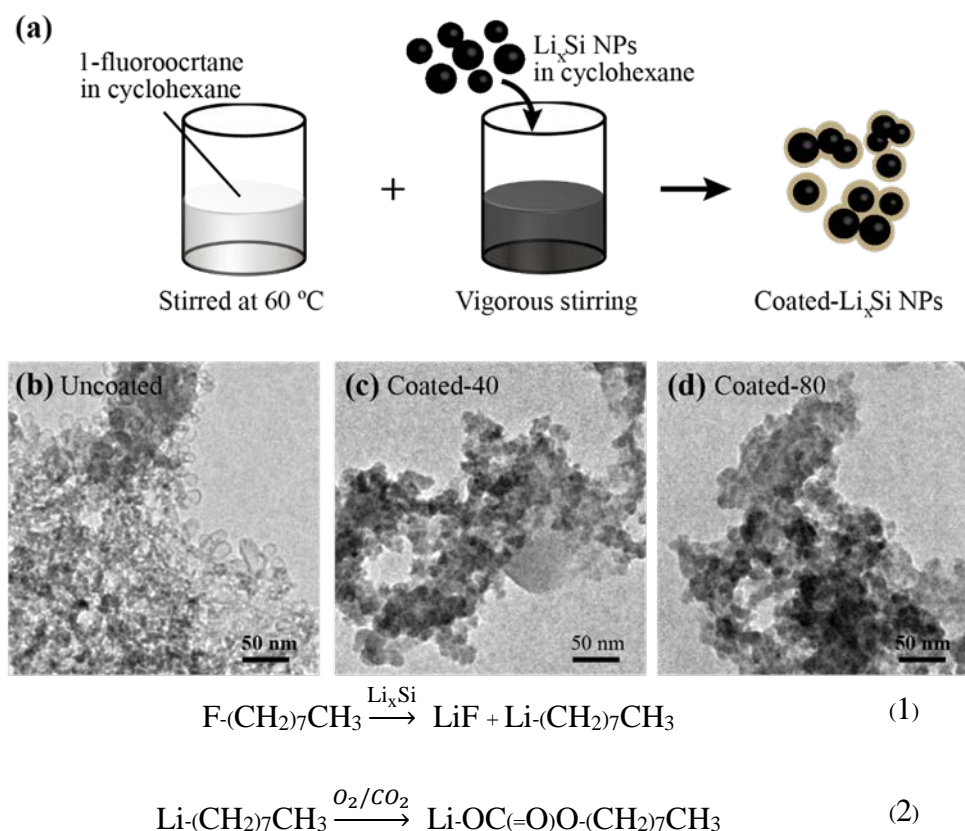 (a)
1-fluoroocrtane
in cyclohexane
LiₓSi NPs
in cyclohexane
+
Stirred at 60 ºC
Vigorous stirring
Coated-LiₓSi NPs
(b) Uncoated
(c) Coated-40
(d) Coated-80
50 nm
50 nm
50 nm
LiₓSi
F-(CH₂)₇CH₃ ⟶ LiF + Li-(CH₂)₇CH₃ (1)
O₂/CO₂
Li-(CH₂)₇CH₃ ⟶ Li-OC(=O)O-(CH₂)₇CH₃ (2)